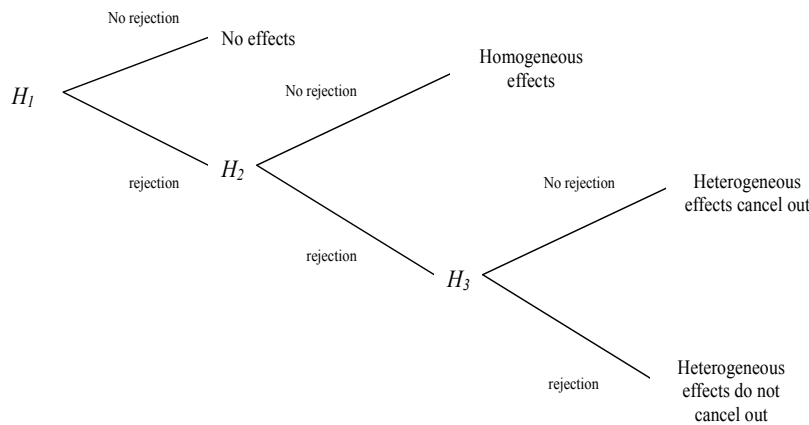 No rejection
No effects
H1
rejection
H2
No rejection
Homogeneous
effects
rejection
H3
No rejection
Heterogeneous
effects cancel out
rejection
Heterogeneous
effects do not
cancel out